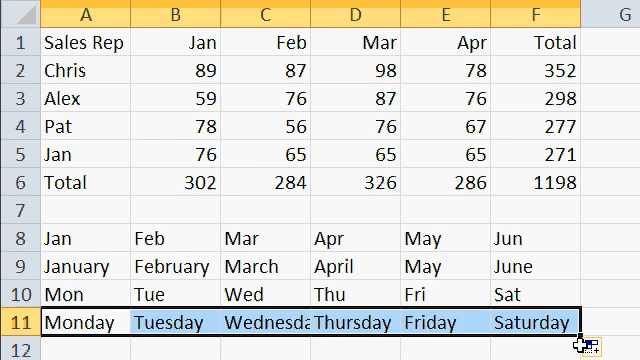 A B C D E F G
1 Sales Rep Jan Feb Mar Apr Total
2 Chris 89 87 98 78 352
3 Alex 59 76 87 76 298
4 Pat 78 56 76 67 277
5 Jan 76 65 65 65 271
6 Total 302 284 326 286 1198
7
8 Jan Feb Mar Apr May Jun
9 January February March April May June
10 Mon Tue Wed Thu Fri Sat
11 Monday Tuesday Wednesda Thursday Friday Saturday
12